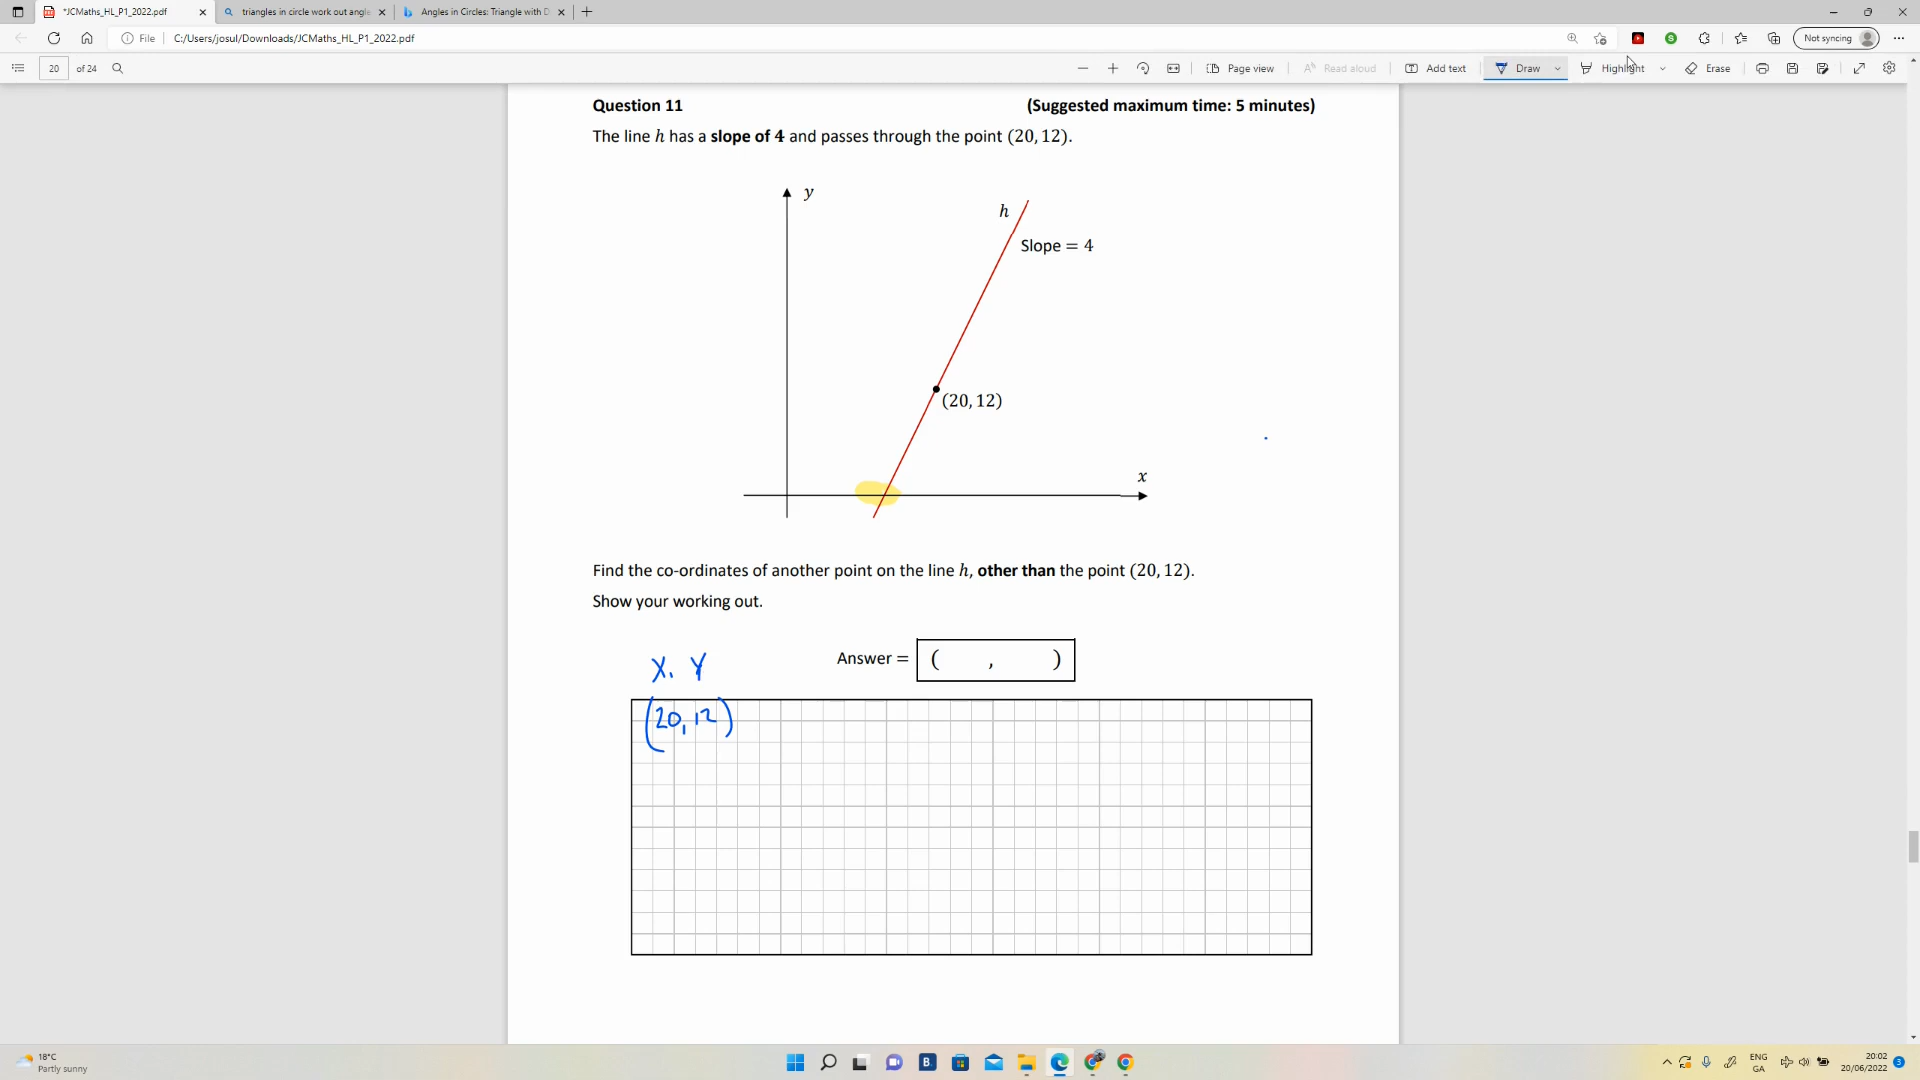 *JCMaths_HL_P1_2022.pdf
triangles in circle work out angle
Angles in Circles: Triangle with D
File
C:/Users/josul/Downloads/JCMaths_HL_P1_2022.pdf
Not syncing
20 of 24
Page view
Read aloud
Add text
Draw
Highlight
Erase
Question 11 (Suggested maximum time: 5 minutes)
The line h has a slope of 4 and passes through the point (20, 12).
y
h
Slope = 4
(20, 12)
x
Find the co-ordinates of another point on the line h, other than the point (20, 12).
Show your working out.
Answer = ( , )
X, Y
(20, 12)
18°C
Partly sunny
ENG
GA
20:02
20/06/2022
3